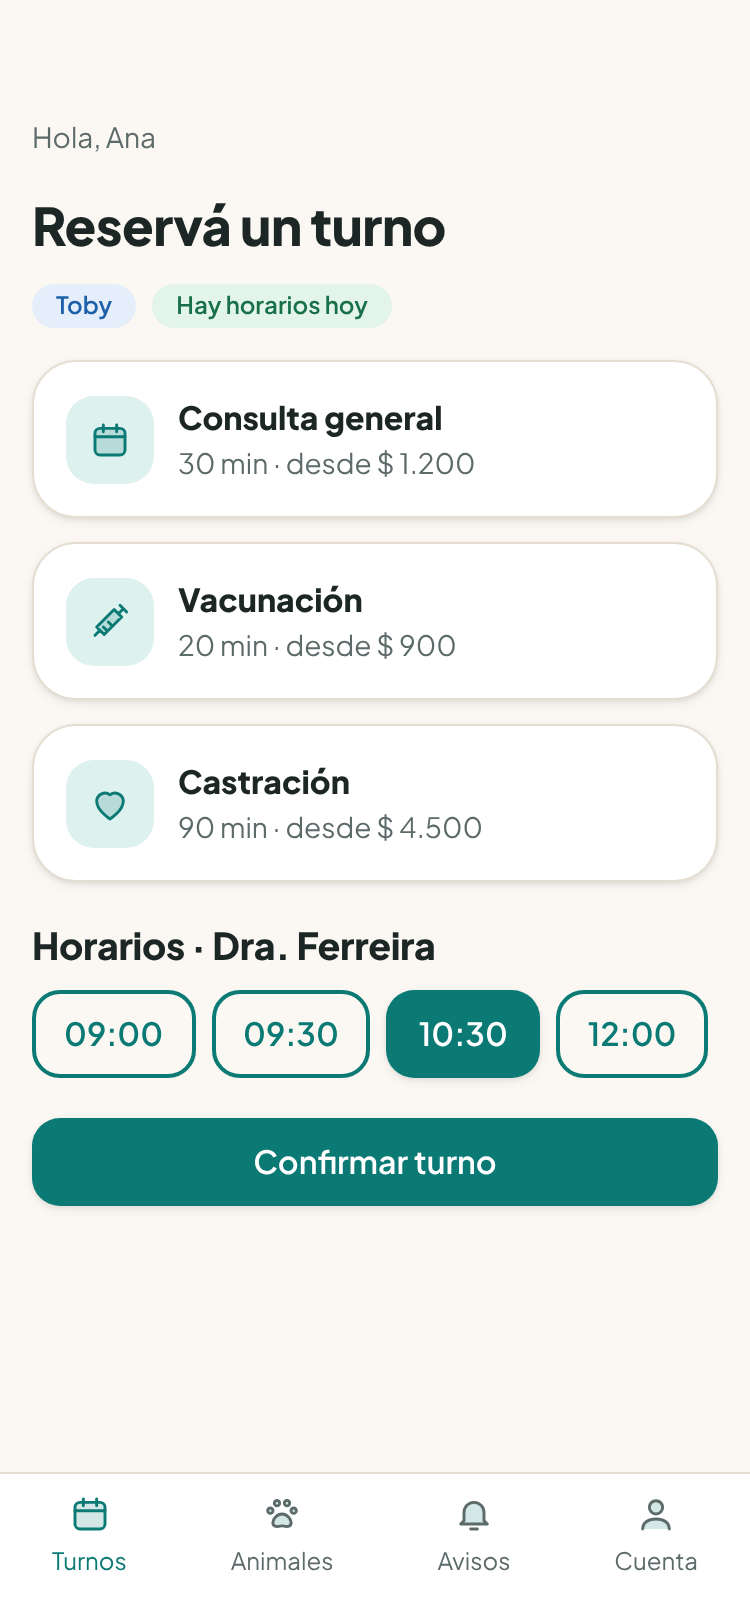 Hola, Ana
Reservá un turno
Toby
Hay horarios hoy
Consulta general
30 min · desde $ 1.200
Vacunación
20 min · desde $ 900
Castración
90 min · desde $ 4.500
Horarios · Dra. Ferreira
09:00 09:30 10:30 12:00
Confirmar turno
Turnos Animales Avisos Cuenta